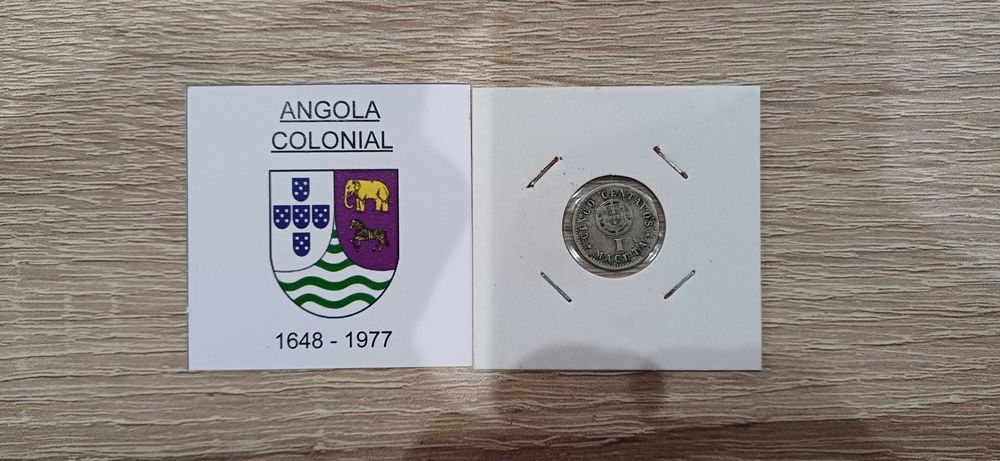 ANGOLA
COLONIAL
1648 - 1977
CINCO CENTAVOS
1 MACUTA